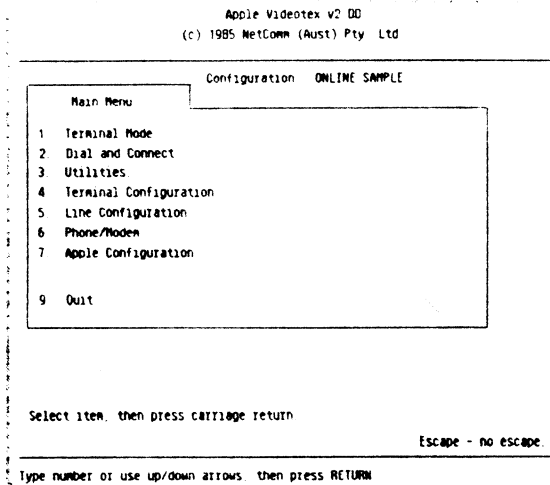 Apple Videotex v2 00
(c) 1985 NetComm (Aust) Pty Ltd
Configuration ONLINE SAMPLE
Main Menu
1 Terminal Mode
2. Dial and Connect
3. Utilities.
4 Terminal Configuration
5 Line Configuration
6 Phone/Modem
7 Apple Configuration
9 Quit
Select item, then press carriage return
Escape - no escape.
Type number or use up/down arrows, then press RETURN